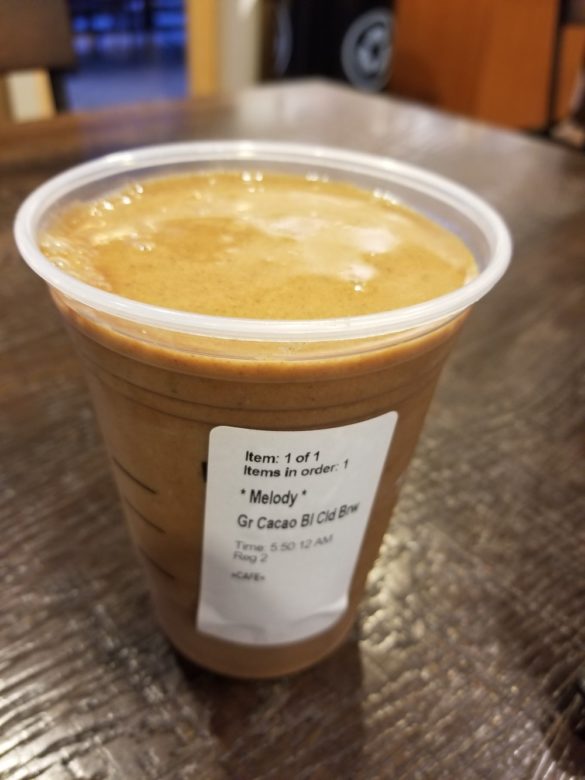 Item: 1 of 1
Items in order: 1
* Melody *
Gr Cacao Bl Cld Brw
Time: 5:50:12 AM
Reg 2
>CAFE<